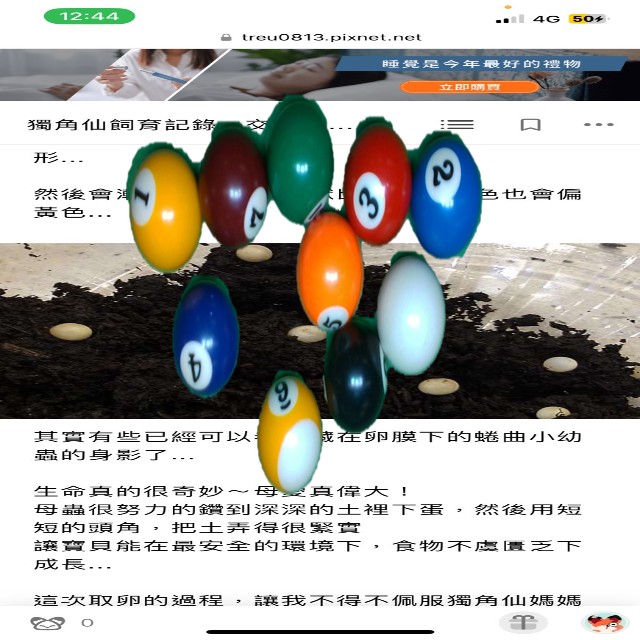 12:44
4G 50
treu0813.pixnet.net
睡覺是今年最好的禮物
立即購買
獨角仙飼育記錄 交...
形...
然後會 色也會偏
黃色...
1
2
2
3
5
4
6
其實有些已經可以 藏在卵膜下的蜷曲小幼
蟲的身影了...
生命真的很奇妙～母愛真偉大！
母蟲很努力的鑽到深深的土裡下蛋，然後用短
短的頭角，把土弄得很緊實
讓寶貝能在最安全的環境下，食物不虞匱乏下
成長...
這次取卵的過程，讓我不得不佩服獨角仙媽媽
0